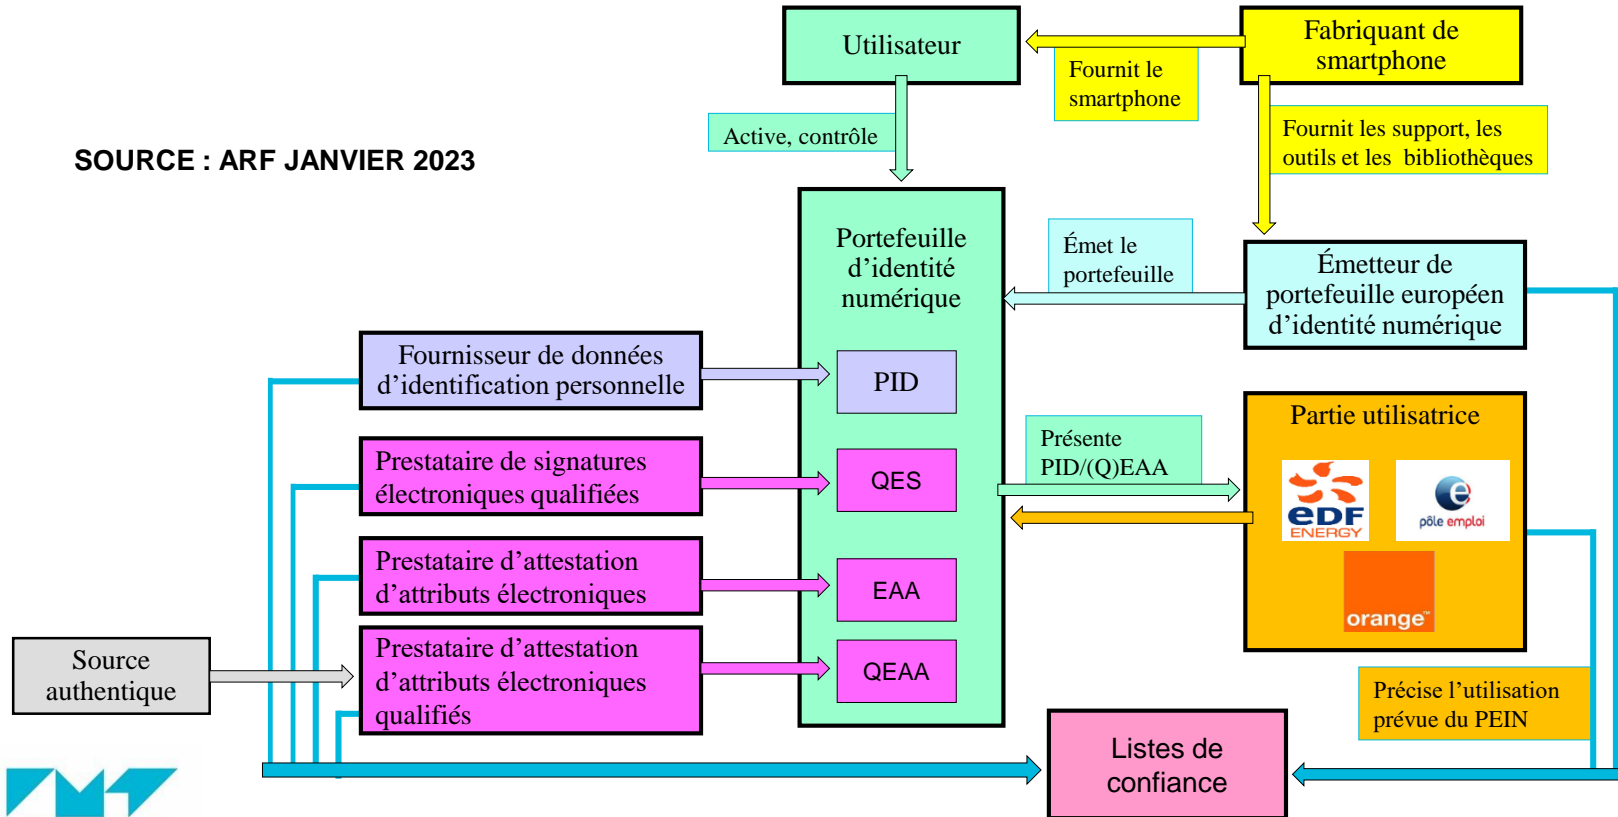 Utilisateur
Fabriquant de
smartphone
Fournit le
smartphone
Active, contrôle
Fournit les support, les
outils et les bibliothèques
SOURCE : ARF JANVIER 2023
Portefeuille
d’identité
numérique
Émet le
portefeuille
Émetteur de
portefeuille européen
d’identité numérique
Fournisseur de données
d’identification personnelle
PID
Partie utilisatrice
Présente
PID/(Q)EAA
Prestataire de signatures
électroniques qualifiées
QES
eDF
ENERGY
pôle emploi
Prestataire d’attestation
d’attributs électroniques
EAA
orange™
Source
authentique
Prestataire d’attestation
d’attributs électroniques
qualifiés
QEAA
Précise l’utilisation
prévue du PEIN
Listes de
confiance